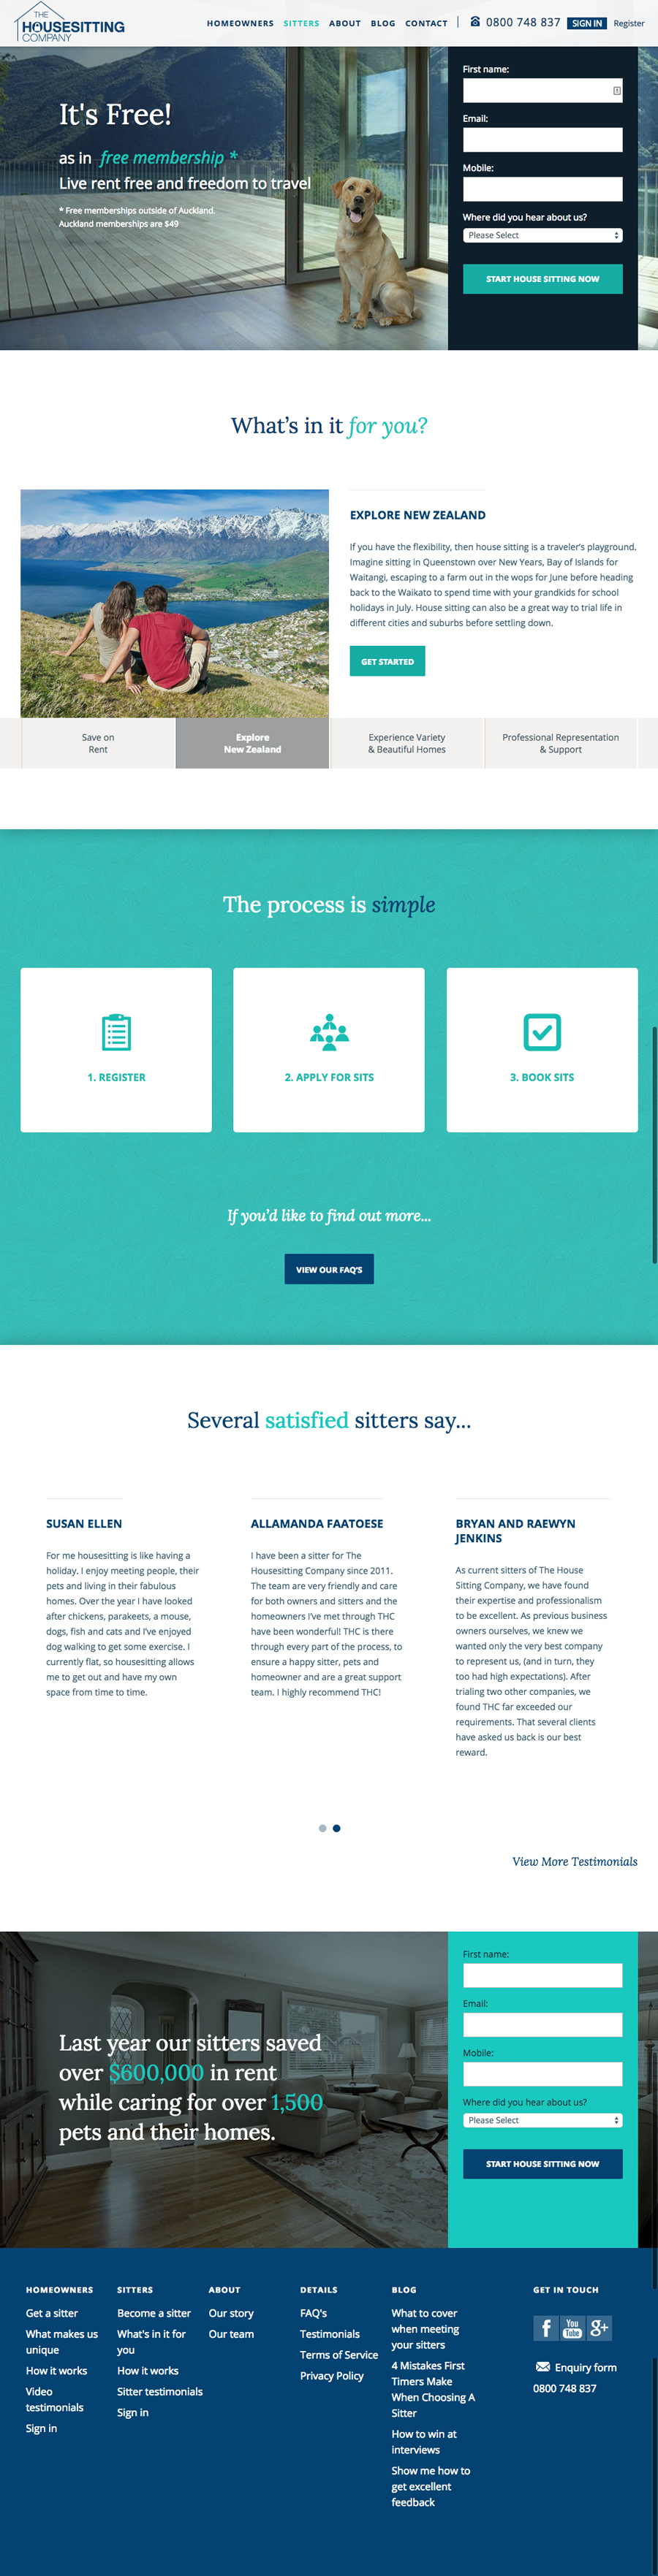 THE
HOUSESITTING
COMPANY
HOMEOWNERS SITTERS ABOUT BLOG CONTACT 0800 748 837 SIGN IN Register
It's Free!
as in free membership *
Live rent free and freedom to travel
* Free memberships outside of Auckland.
Auckland memberships are $49
First name:
Email:
Mobile:
Where did you hear about us?
Please Select
START HOUSE SITTING NOW
What's in it for you?
EXPLORE NEW ZEALAND
If you have the flexibility, then house sitting is a traveler's playground.
Imagine sitting in Queenstown over New Years, Bay of Islands for
Waitangi, escaping to a farm out in the wops for June before heading
back to the Waikato to spend time with your grandkids for school
holidays in July. House sitting can also be a great way to trial life in
different cities and suburbs before settling down.
GET STARTED
Save on
Rent
Explore
New Zealand
Experience Variety
& Beautiful Homes
Professional Representation
& Support
The process is simple
1. REGISTER
2. APPLY FOR SITS
3. BOOK SITS
If you'd like to find out more...
VIEW OUR FAQ'S
Several satisfied sitters say...
SUSAN ELLEN
For me housesitting is like having a
holiday. I enjoy meeting people, their
pets and living in their fabulous
homes. Over the year I have looked
after chickens, parakeets, a mouse,
dogs, fish and cats and I've enjoyed
dog walking to get some exercise. I
currently flat, so housesitting allows
me to get out and have my own
space from time to time.
ALLAMANDA FAATOESE
I have been a sitter for The
Housesitting Company since 2011.
The team are very friendly and care
for both owners and sitters and the
homeowners I've met through THC
have been wonderful! THC is there
through every part of the process, to
ensure a happy sitter, pets and
homeowner and are a great support
team. I highly recommend THC!
BRYAN AND RAEWYN
JENKINS
As current sitters of The House
Sitting Company, we have found
their expertise and professionalism
to be excellent. As previous business
owners ourselves, we knew we
wanted only the very best company
to represent us, (and in turn, they
too had high expectations). After
trialing two other companies, we
found THC far exceeded our
requirements. That several clients
have asked us back is our best
reward.
View More Testimonials
Last year our sitters saved
over $600,000 in rent
while caring for over 1,500
pets and their homes.
First name:
Email:
Mobile:
Where did you hear about us?
Please Select
START HOUSE SITTING NOW
HOMEOWNERS
Get a sitter
What makes us
unique
How it works
Video
testimonials
Sign in
SITTERS
Become a sitter
What's in it for
you
How it works
Sitter testimonials
Sign in
ABOUT
Our story
Our team
DETAILS
FAQ's
Testimonials
Terms of Service
Privacy Policy
BLOG
What to cover
when meeting
your sitters
4 Mistakes First
Timers Make
When Choosing A
Sitter
How to win at
interviews
Show me how to
get excellent
feedback
GET IN TOUCH
f You Tube g+
Enquiry form
0800 748 837